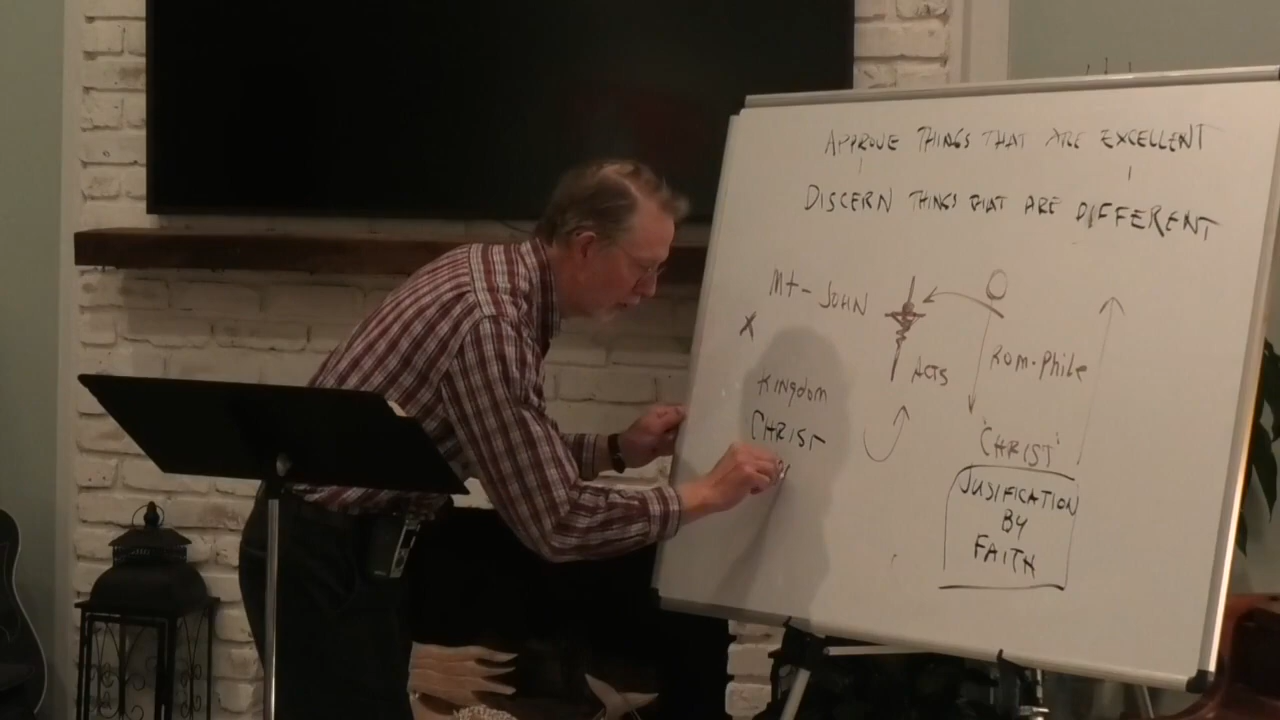 APPROVE THINGS THAT ARE EXCELLENT
DISCERN THINGS THAT ARE DIFFERENT
Mt - JOHN
X
Acts
Rom-Phile
Kingdom
CHRIST
"CHRIST"
JUSIFICATION
BY
FAITH